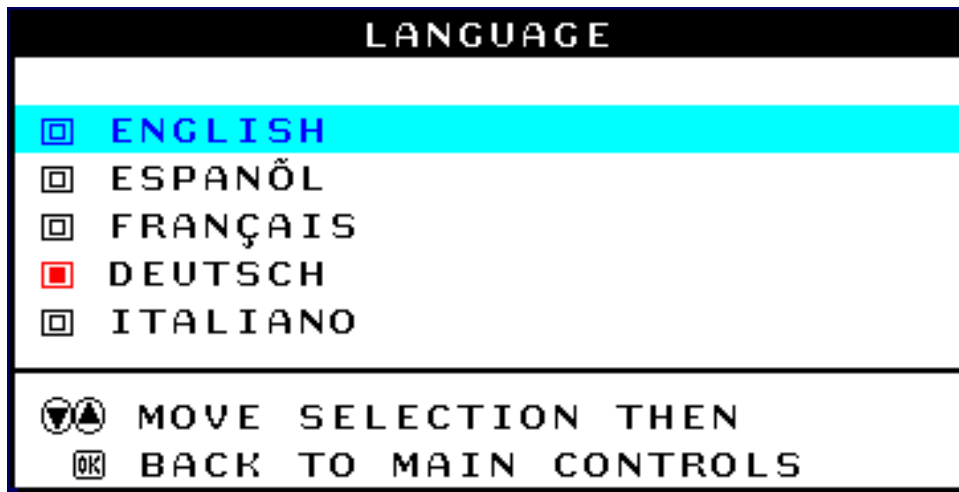 LANGUAGE
ENGLISH
ESPANÕL
FRANÇAIS
DEUTSCH
ITALIANO
MOVE SELECTION THEN
OK BACK TO MAIN CONTROLS